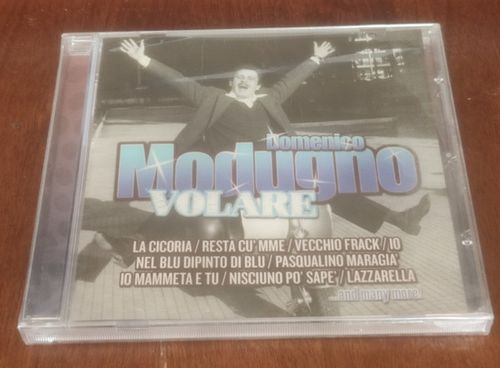 Domenico
Modugno
VOLARE
LA CICORIA / RESTA CU' MME / VECCHIO FRACK / IO
NEL BLU DIPINTO DI BLU / PASQUALINO MARAGIA'
IO MAMMETA E TU / NISCIUNO PO' SAPE' / LAZZARELLA
...and many more!